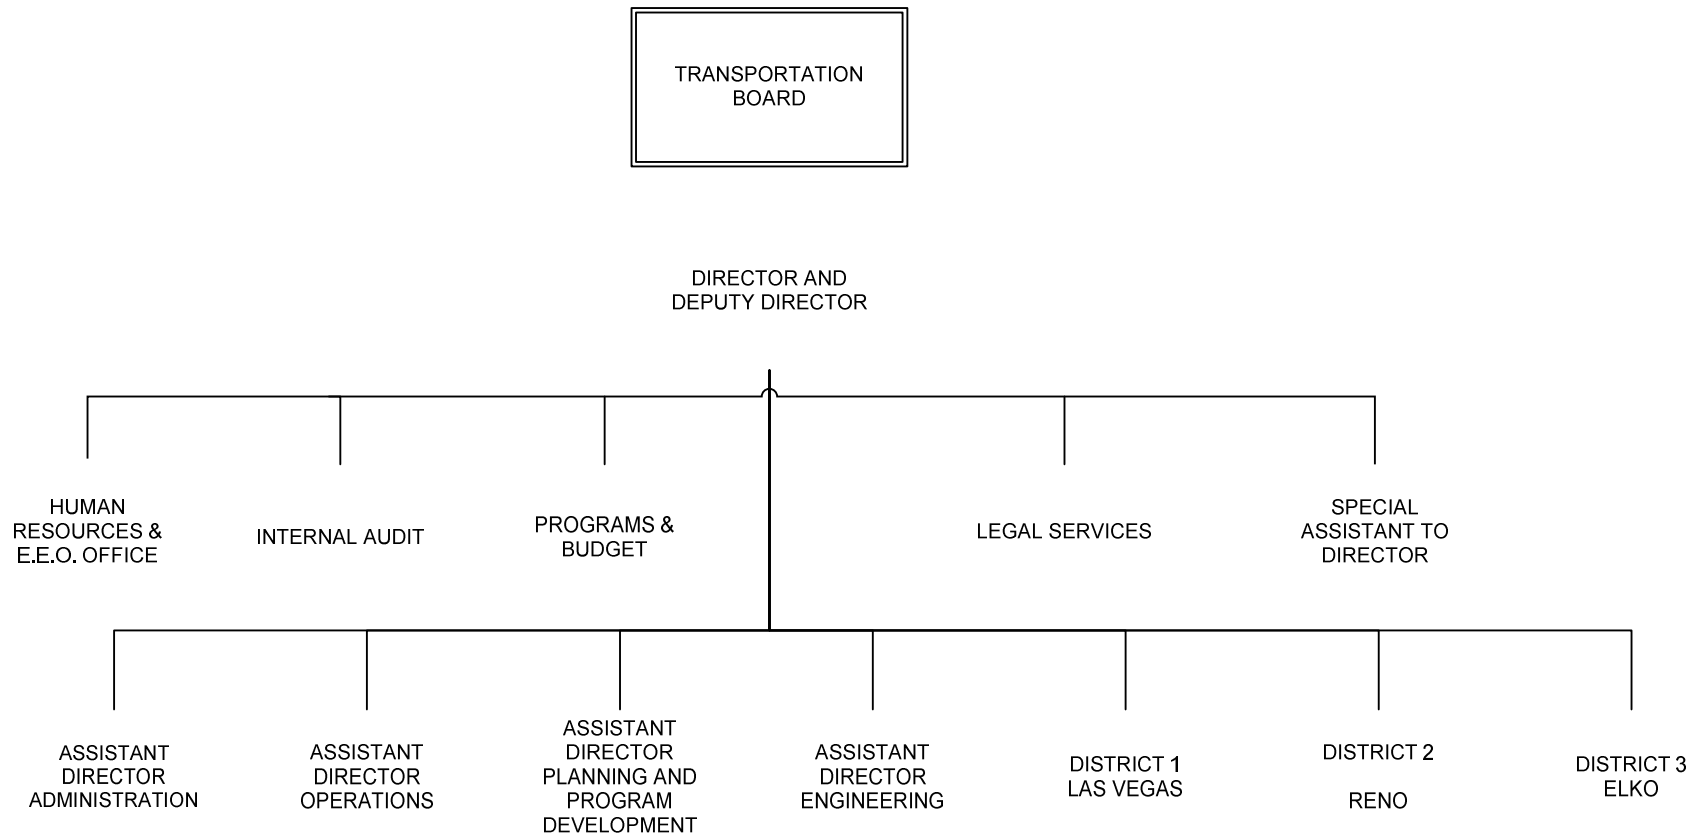 TRANSPORTATION
BOARD
DIRECTOR AND
DEPUTY DIRECTOR
HUMAN
RESOURCES &
E.E.O. OFFICE
INTERNAL AUDIT
PROGRAMS &
BUDGET
LEGAL SERVICES
SPECIAL
ASSISTANT TO
DIRECTOR
ASSISTANT
DIRECTOR
ADMINISTRATION
ASSISTANT
DIRECTOR
OPERATIONS
ASSISTANT
DIRECTOR
PLANNING AND
PROGRAM
DEVELOPMENT
ASSISTANT
DIRECTOR
ENGINEERING
DISTRICT 1
LAS VEGAS
DISTRICT 2
RENO
DISTRICT 3
ELKO